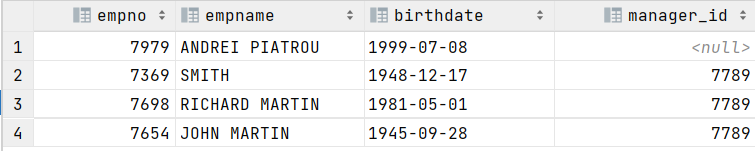 empno empname birthdate manager_id
1 7979 ANDREI PIATROU 1999-07-08 <null>
2 7369 SMITH 1948-12-17 7789
3 7698 RICHARD MARTIN 1981-05-01 7789
4 7654 JOHN MARTIN 1945-09-28 7789